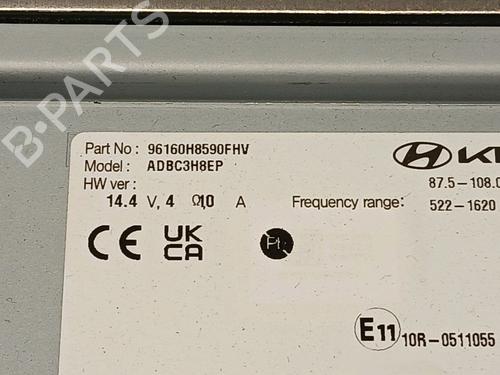 B-PARTS
Part No : 96160H8590FHV
Model : ADBC3H8EP
HW ver :
14.4 V, 4 Ω 10 A
87.5-108.0
Frequency range: 522-1620
CE UK CA
E11 10R-0511055